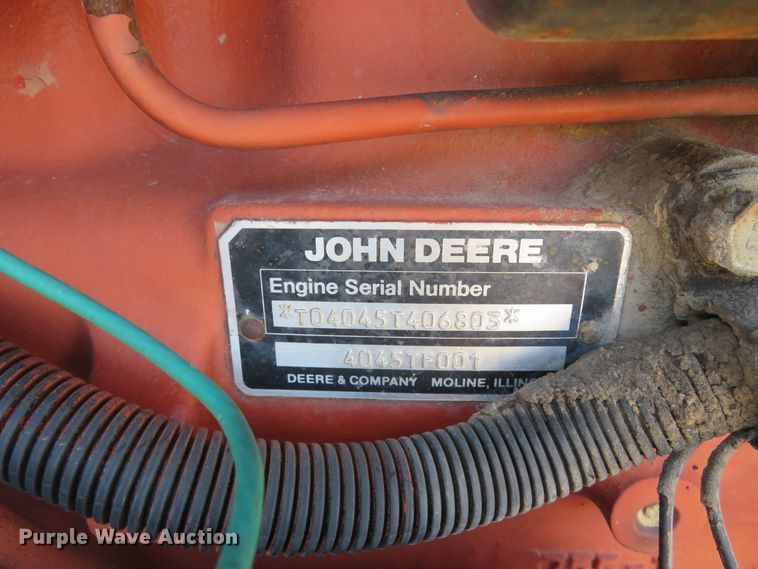 JOHN DEERE
Engine Serial Number
*T04045T406803*
4045TF001
DEERE & COMPANY MOLINE, ILLIN
Purple Wave Auction